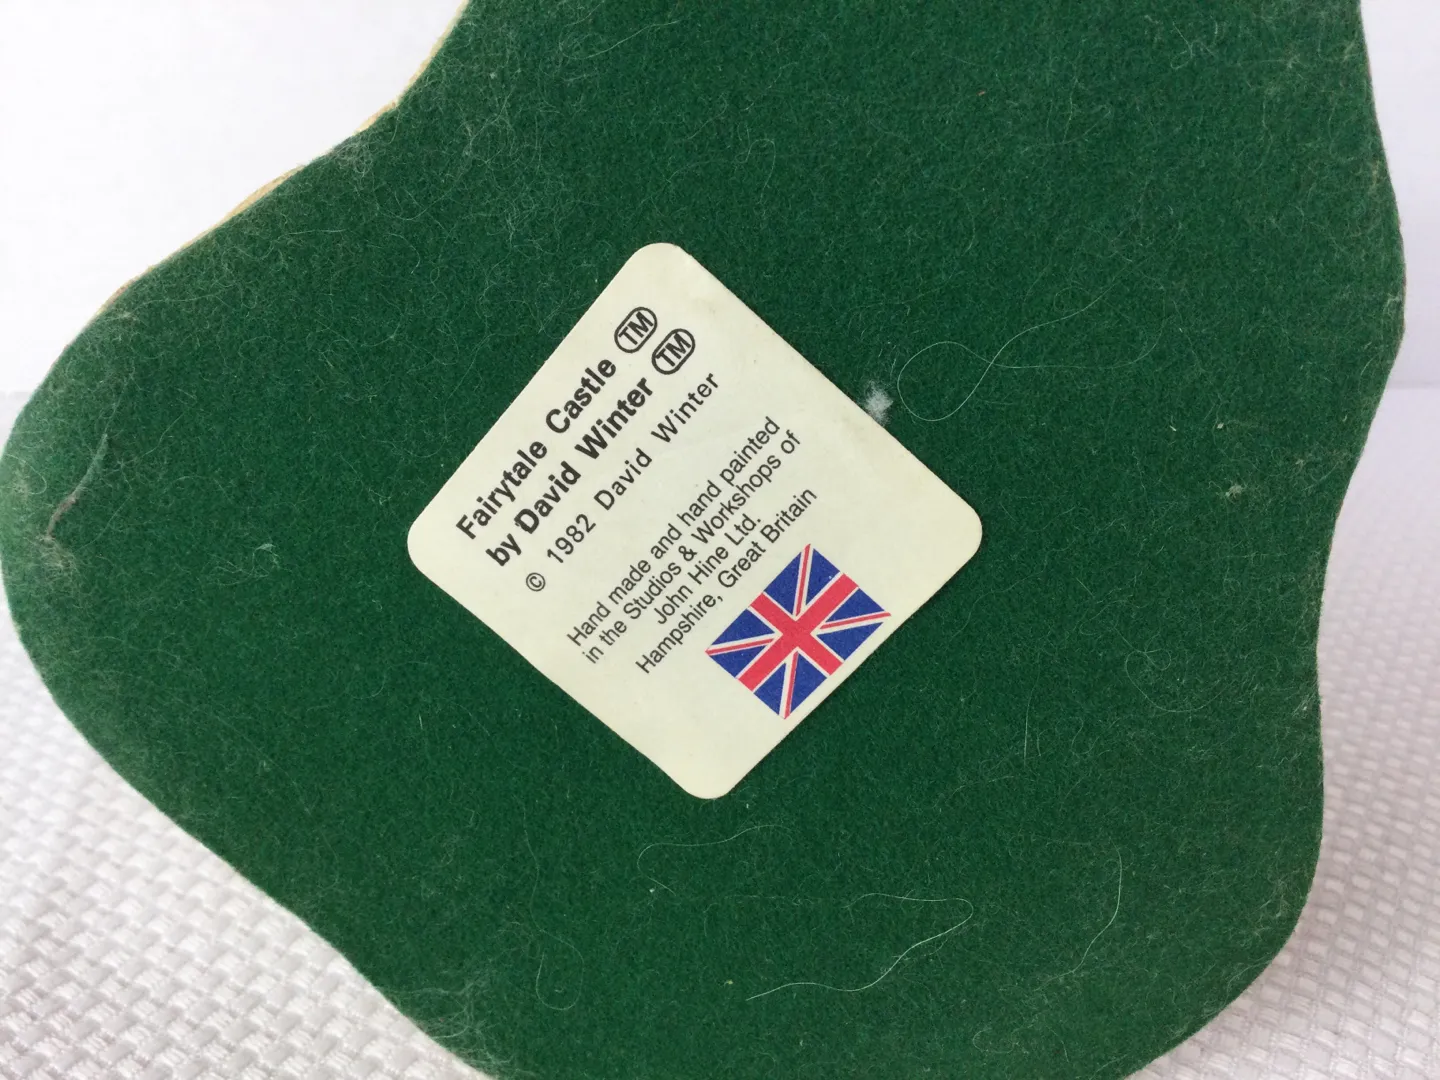 Fairytale Castle TM
by David Winter TM
© 1982 David Winter
Hand made and hand painted
in the Studios & Workshops of
John Hine Ltd.
Hampshire, Great Britain